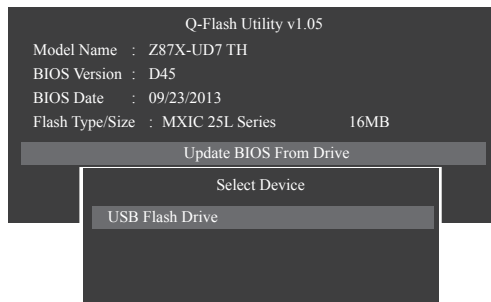 Q-Flash Utility v1.05
Model Name : Z87X-UD7 TH
BIOS Version : D45
BIOS Date : 09/23/2013
Flash Type/Size : MXIC 25L Series 16MB
Update BIOS From Drive
Select Device
USB Flash Drive